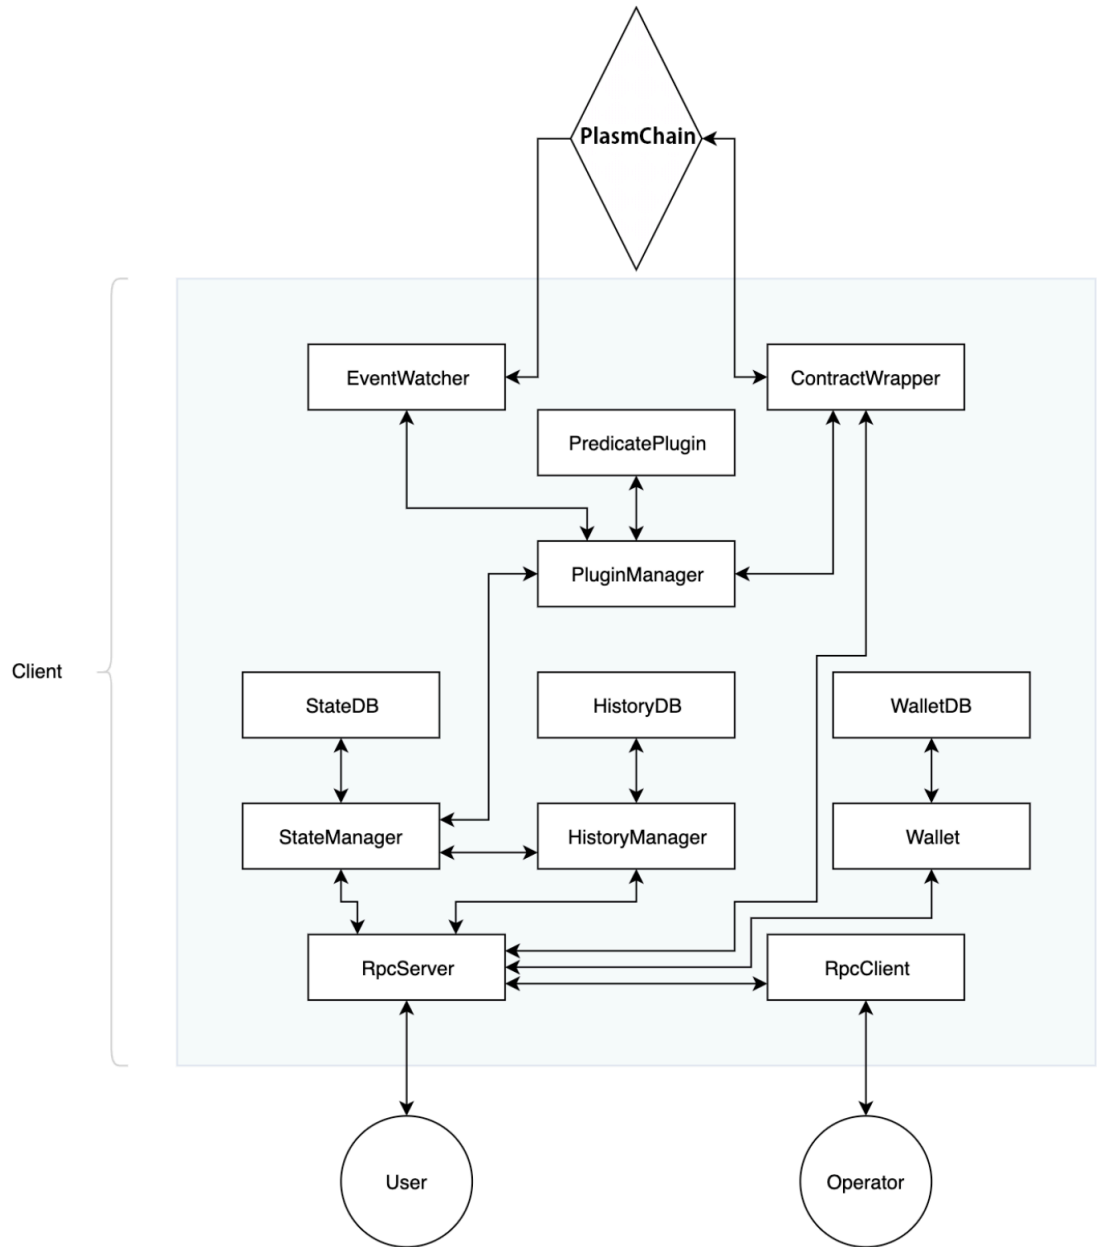 PlasmChain
EventWatcher
ContractWrapper
PredicatePlugin
PluginManager
Client
StateDB
HistoryDB
WalletDB
StateManager
HistoryManager
Wallet
RpcServer
RpcClient
User
Operator